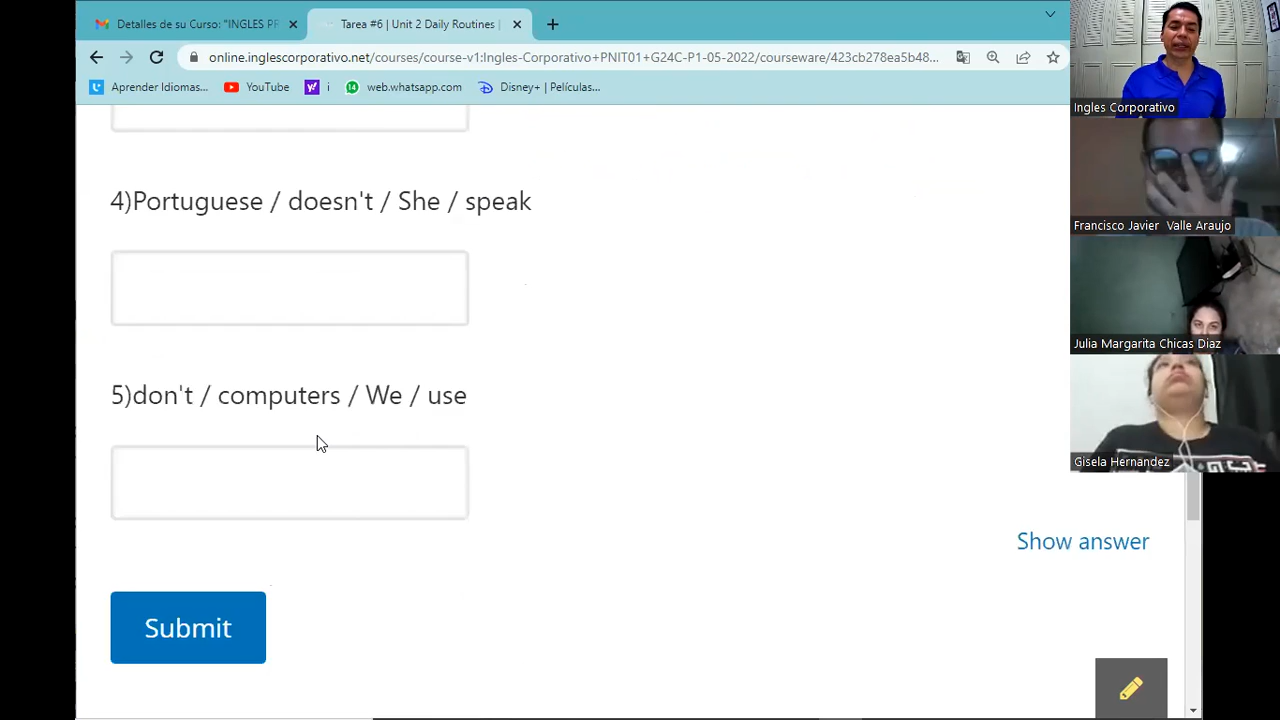 Detalles de su Curso: "INGLES PR
Tarea #6 | Unit 2 Daily Routines |
online.inglescorporativo.net/courses/course-v1:Ingles-Corporativo+PNIT01+G24C-P1-05-2022/courseware/423cb278ea5b48...
Aprender Idiomas...
YouTube
i
web.whatsapp.com
Disney+ | Películas...
4)Portuguese / doesn't / She / speak
5)don't / computers / We / use
Show answer
Submit
Ingles Corporativo
Francisco Javier Valle Araujo
Julia Margarita Chicas Diaz
Gisela Hernandez